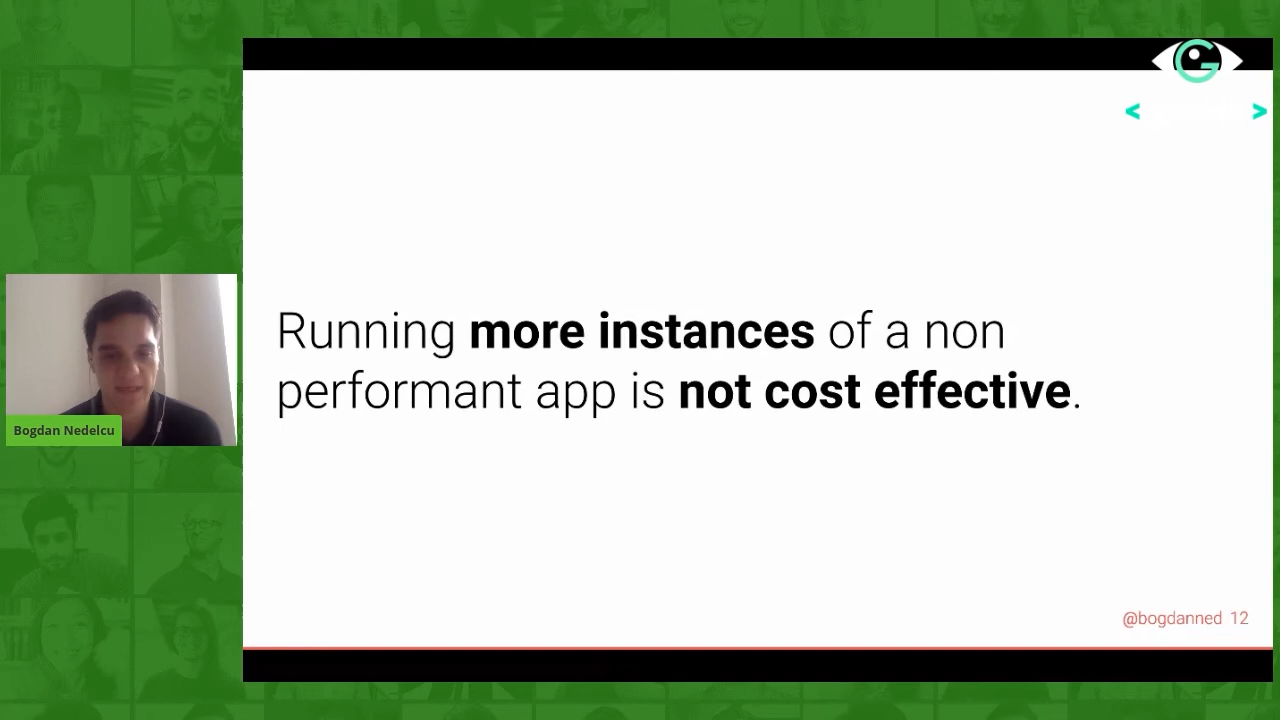 Running more instances of a non
performant app is not cost effective.
Bogdan Nedelcu
@bogdanned 12
< >